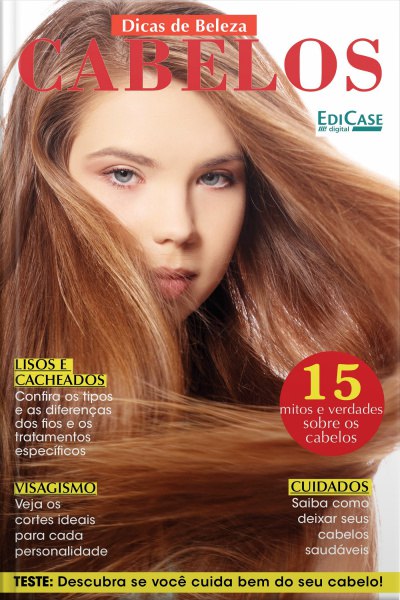 Dicas de Beleza
CABELOS
EDICASE
digital
LISOS E
CACHEADOS
Confira os tipos
e as diferenças
dos fios e os
tratamentos
específicos
15
mitos e verdades
sobre os
cabelos
VISAGISMO
Veja os
cortes ideais
para cada
personalidade
CUIDADOS
Saiba como
deixar seus
cabelos
saudáveis
TESTE: Descubra se você cuida bem do seu cabelo!